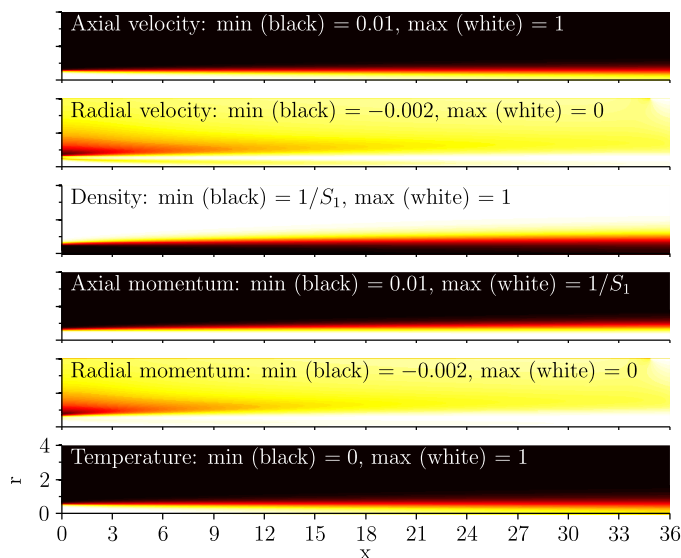 Axial velocity: min (black) = 0.01, max (white) = 1
Radial velocity: min (black) = −0.002, max (white) = 0
Density: min (black) = 1/S₁, max (white) = 1
Axial momentum: min (black) = 0.01, max (white) = 1/S₁
Radial momentum: min (black) = −0.002, max (white) = 0
Temperature: min (black) = 0, max (white) = 1
4
2
0
r
0 3 6 9 12 15 18 21 24 27 30 33 36
x